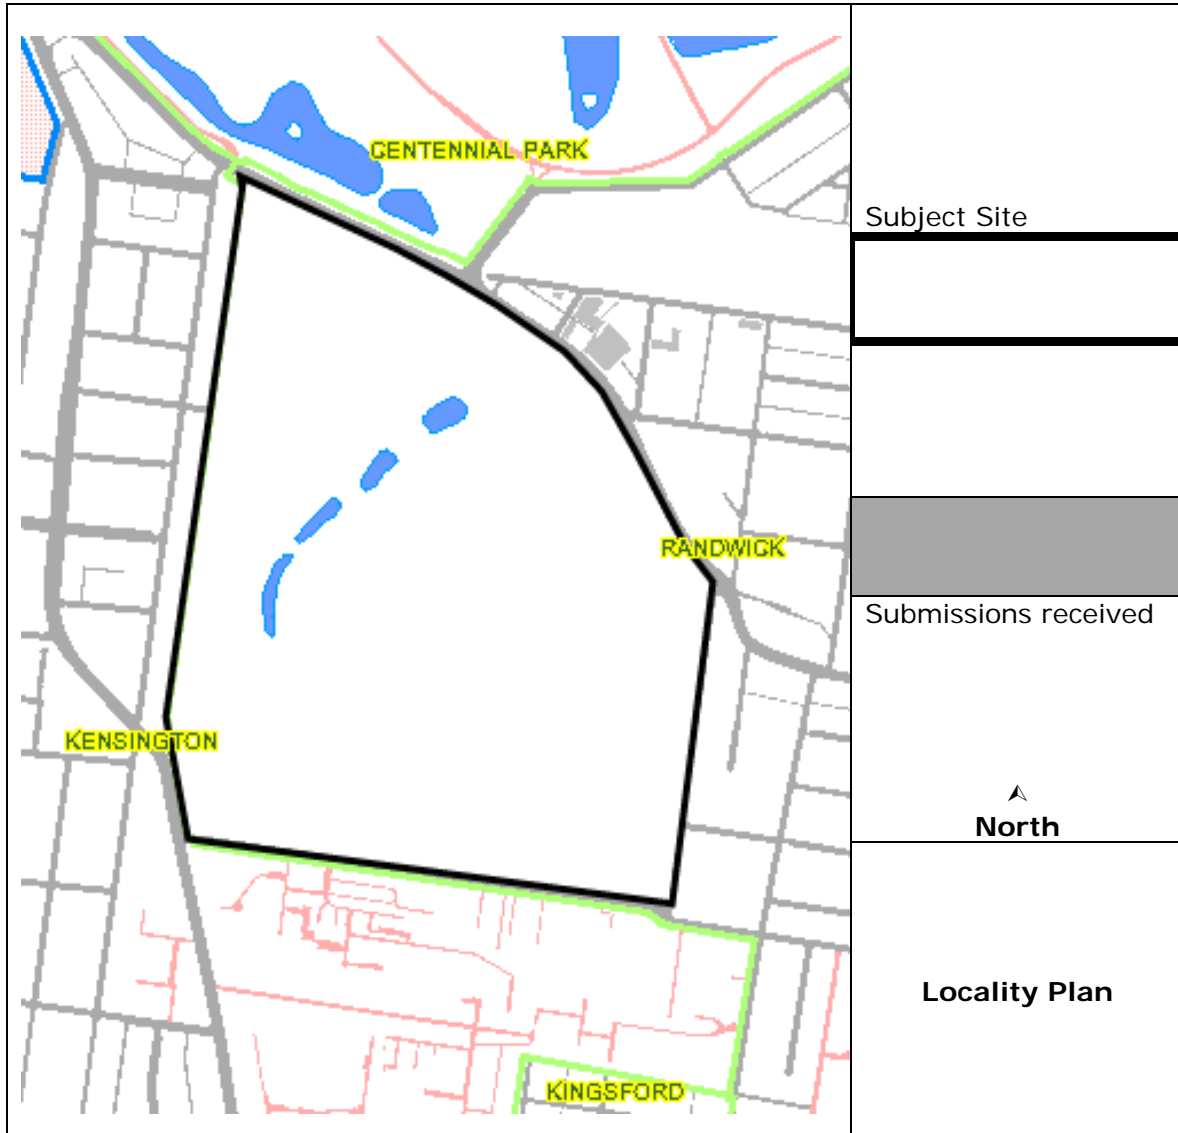 CENTENNIAL PARK
RANDWICK
KENSINGTON
KINGSFORD
Subject Site
Submissions received
North
Locality Plan